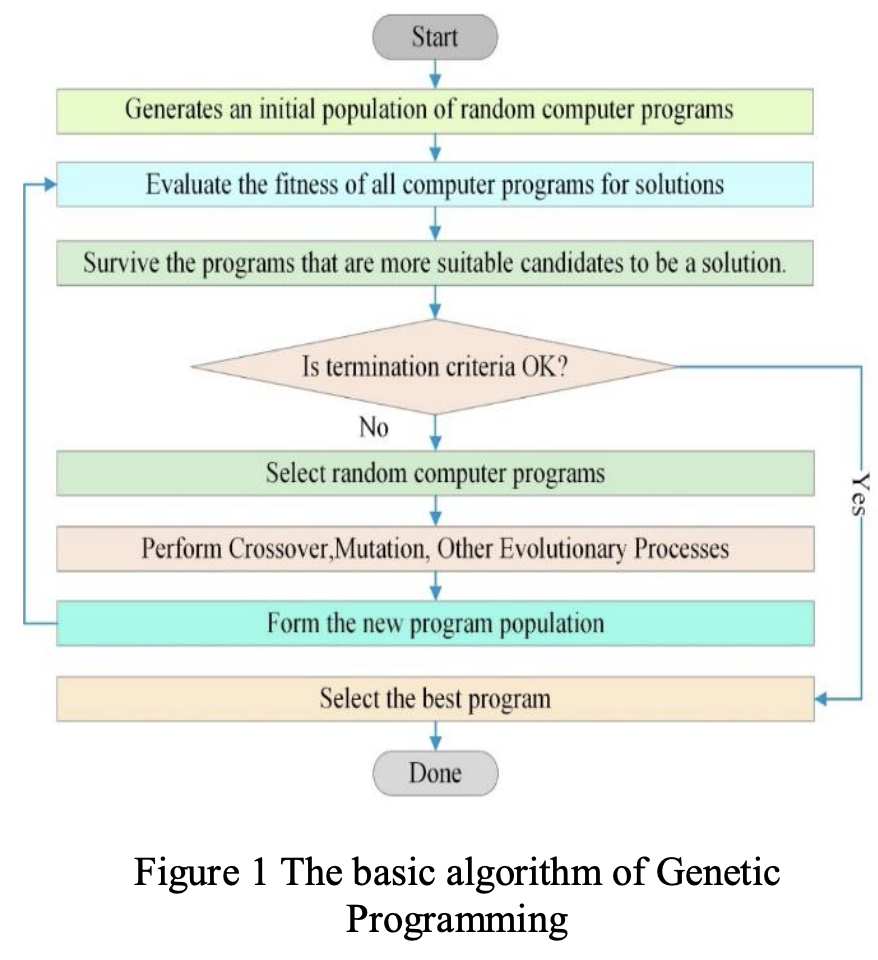 Start
Generates an initial population of random computer programs
Evaluate the fitness of all computer programs for solutions
Survive the programs that are more suitable candidates to be a solution.
Is termination criteria OK?
No
Select random computer programs
Yes
Perform Crossover,Mutation, Other Evolutionary Processes
Form the new program population
Select the best program
Done
Figure 1 The basic algorithm of Genetic
Programming